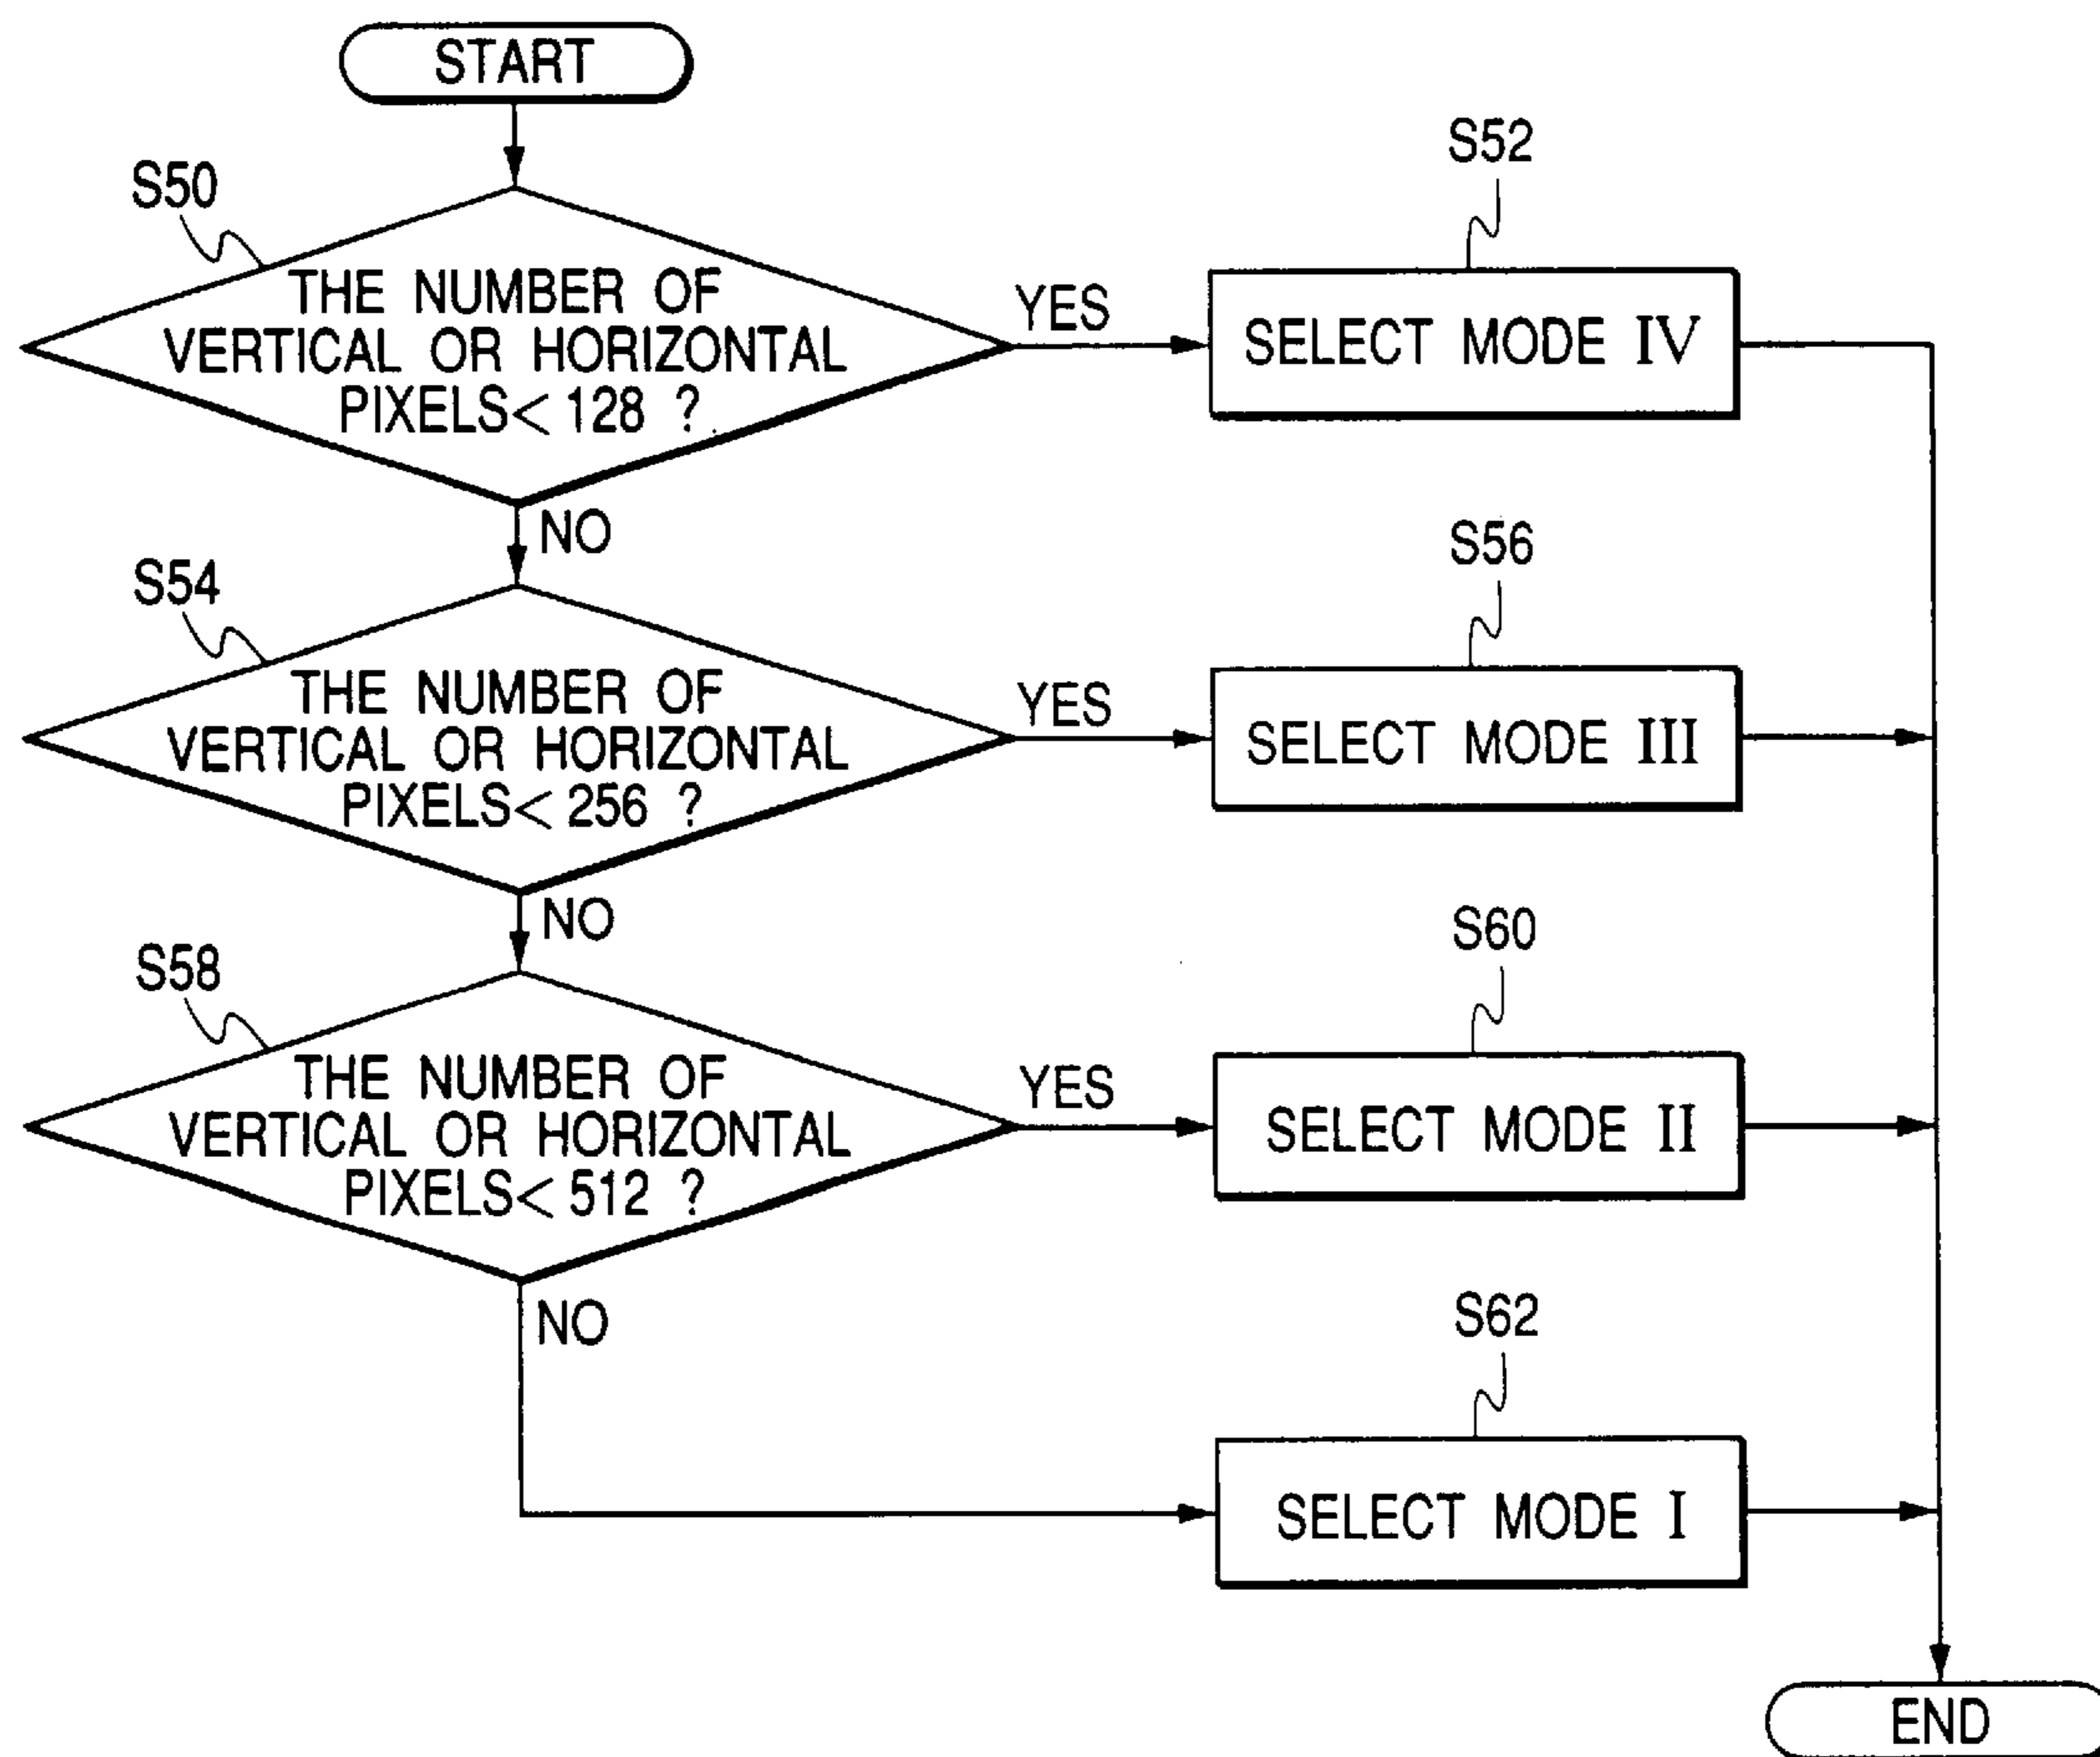 START
S50
THE NUMBER OF
VERTICAL OR HORIZONTAL
PIXELS< 128 ?
YES
S52
SELECT MODE IV
NO
S54
THE NUMBER OF
VERTICAL OR HORIZONTAL
PIXELS< 256 ?
YES
S56
SELECT MODE III
NO
S58
THE NUMBER OF
VERTICAL OR HORIZONTAL
PIXELS< 512 ?
YES
S60
SELECT MODE II
NO
S62
SELECT MODE I
END